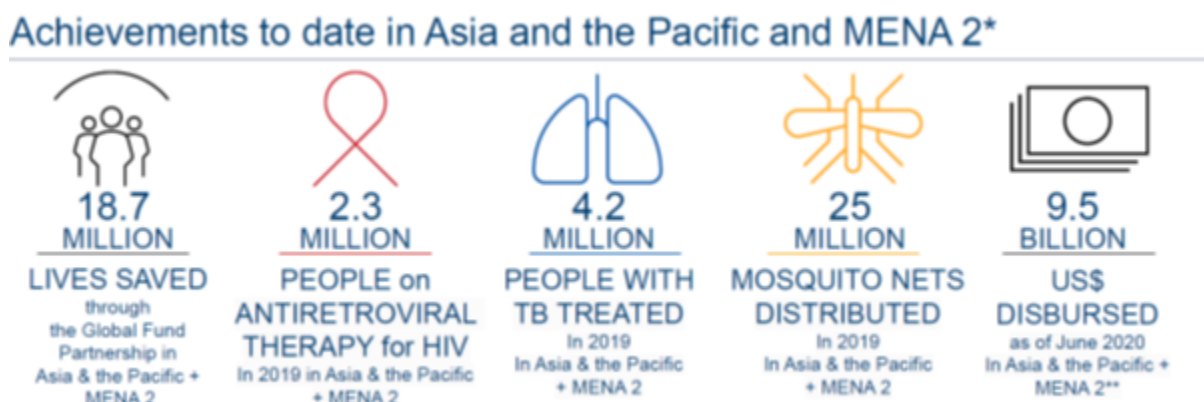 Achievements to date in Asia and the Pacific and MENA 2*
18.7
MILLION
LIVES SAVED
through
the Global Fund
Partnership in
Asia & the Pacific +
MENA 2
2.3
MILLION
PEOPLE on
ANTIRETROVIRAL
THERAPY for HIV
In 2019 in Asia & the Pacific
+ MENA 2
4.2
MILLION
PEOPLE WITH
TB TREATED
In 2019
In Asia & the Pacific
+ MENA 2
25
MILLION
MOSQUITO NETS
DISTRIBUTED
In 2019
In Asia & the Pacific
+ MENA 2
9.5
BILLION
US$
DISBURSED
as of June 2020
In Asia & the Pacific +
MENA 2**